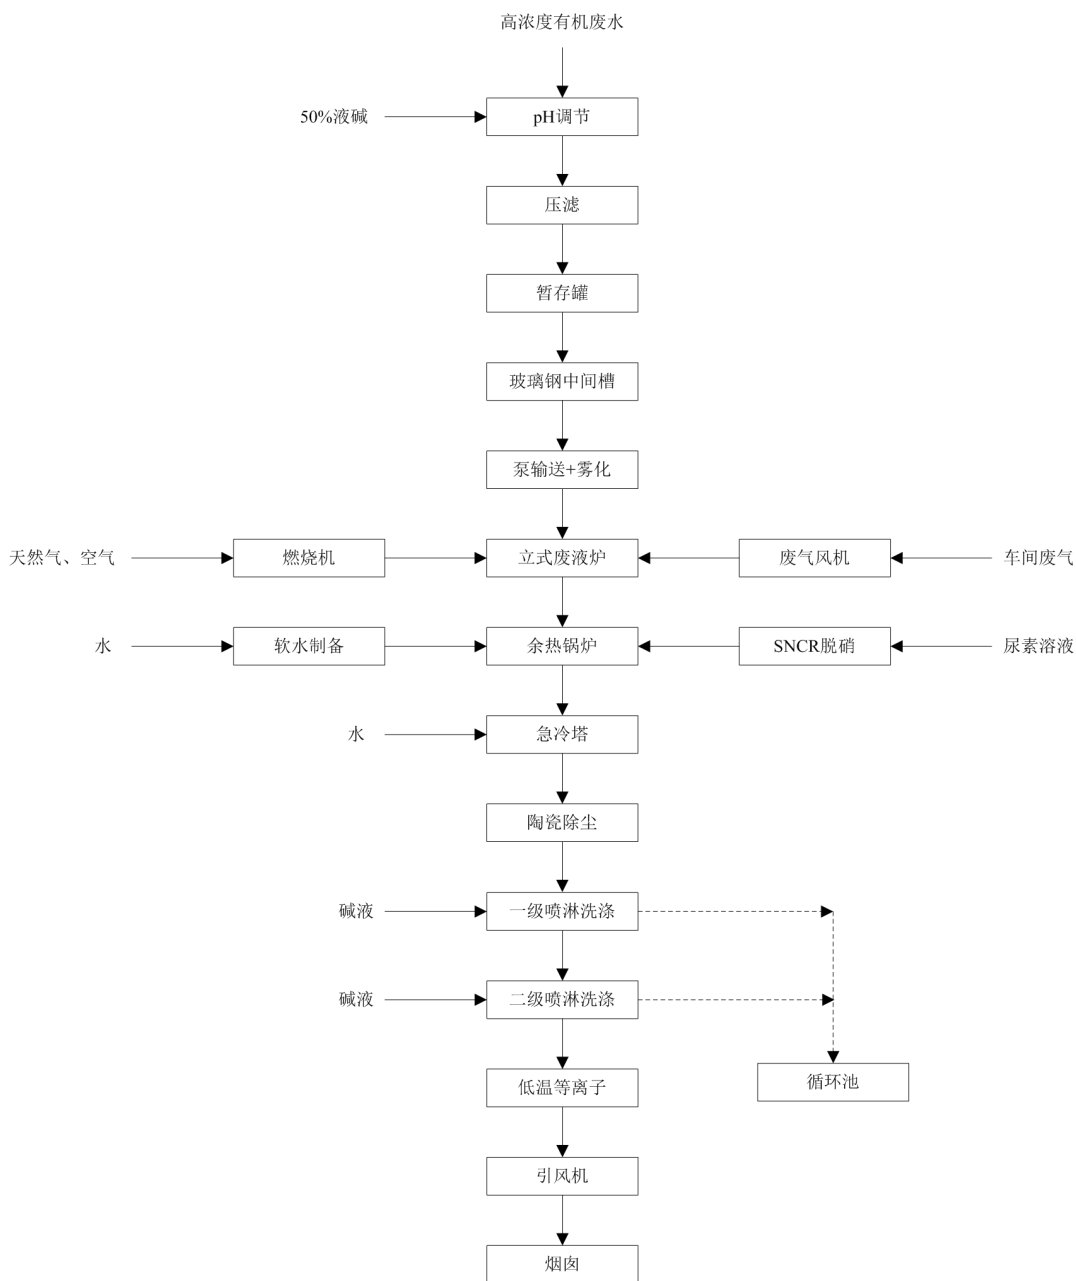 高浓度有机废水
50%液碱
pH调节
压滤
暂存罐
玻璃钢中间槽
泵输送+雾化
天然气、空气
燃烧机
立式废液炉
废气风机
车间废气
水
软水制备
余热锅炉
SNCR脱硝
尿素溶液
水
急冷塔
陶瓷除尘
碱液
一级喷淋洗涤
碱液
二级喷淋洗涤
低温等离子
循环池
引风机
烟囱